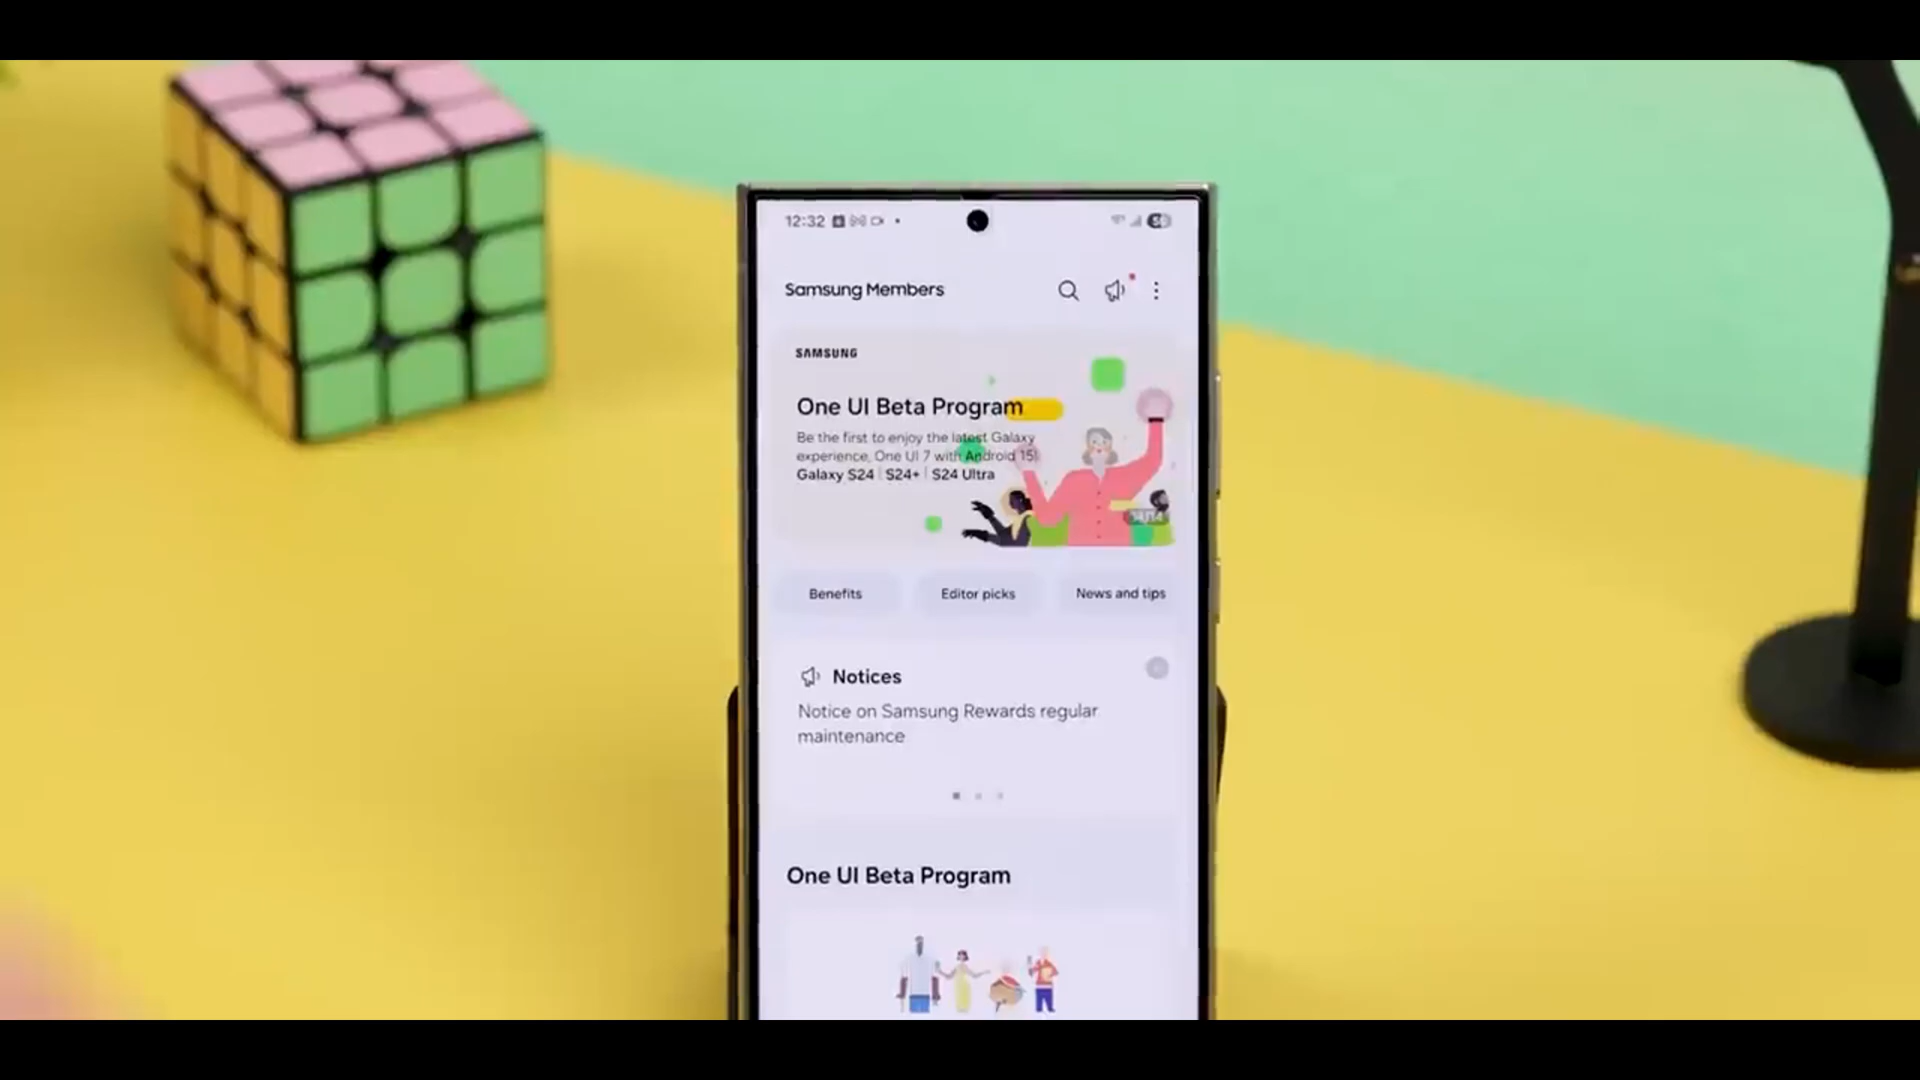 12:32
Samsung Members
SAMSUNG
One UI Beta Program
Be the first to enjoy the latest Galaxy
experience, One UI 7 with Android 15!
Galaxy S24 | S24+ | S24 Ultra
14/14
Benefits
Editor picks
News and tips
Notices
Notice on Samsung Rewards regular
maintenance
One UI Beta Program